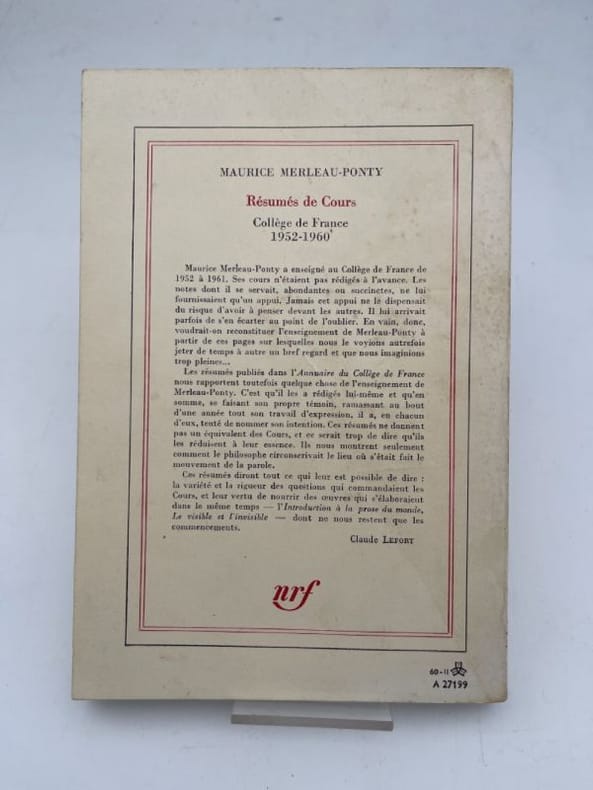 MAURICE MERLEAU-PONTY
Résumés de Cours
Collège de France
1952-1960
Maurice Merleau-Ponty a enseigné au Collège de France de
1952 à 1961. Ses cours n'étaient pas rédigés à l'avance. Les
notes dont il se servait, abondantes ou succinctes, ne lui
fournissaient qu'un appui. Jamais cet appui ne le dispensait
du risque d'avoir à penser devant les autres. Il lui arrivait
parfois de s'en écarter au point de l'oublier. En vain, donc,
voudrait-on reconstituer l'enseignement de Merleau-Ponty à
partir de ces pages sur lesquelles nous le voyions autrefois
jeter de temps à autre un bref regard et que nous imaginions
trop pleines...
Les résumés publiés dans l'Annuaire du Collège de France
nous rapportent toutefois quelque chose de l'enseignement de
Merleau-Ponty. C'est qu'il les a rédigés lui-même et qu'en
somme, se faisant son propre témoin, ramassant au bout
d'une année tout son travail d'expression, il a, en chacun
d'eux, tenté de nommer son intention. Ces résumés ne donnent
pas un équivalent des Cours, et ce serait trop de dire qu'ils
les réduisent à leur essence. Ils nous montrent seulement
comment le philosophe circonscrivait le lieu où s'était fait le
mouvement de la parole.
Ces résumés diront tout ce qui leur est possible de dire :
la variété et la rigueur des questions qui commandaient les
Cours, et leur vertu de nourrir des œuvres qui s'élaboraient
dans le même temps — l'Introduction à la prose du monde,
Le visible et l'invisible — dont ne nous restent que les
commencements.
Claude LEFORT
nrf
60-II
A 27199